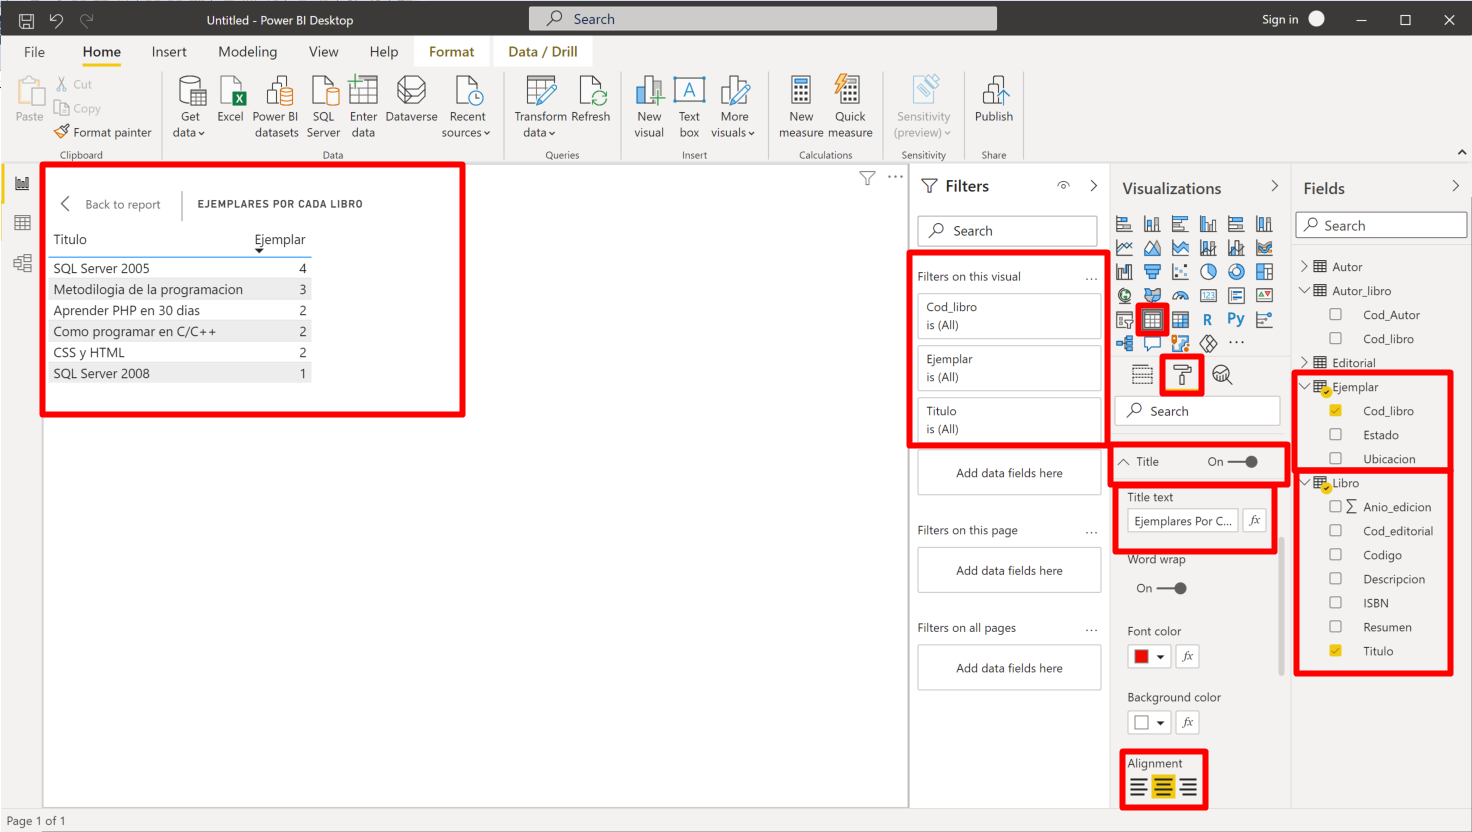 Untitled - Power BI Desktop
Search
Sign in
File Home Insert Modeling View Help Format Data / Drill
Paste
Cut
Copy
Format painter
Clipboard
Get data
Excel
Power BI datasets
SQL Server
Enter data
Dataverse
Recent sources
Data
Transform data
Refresh
Queries
New visual
Text box
More visuals
Insert
New measure
Quick measure
Calculations
Sensitivity (preview)
Sensitivity
Publish
Share
Back to report
EJEMPLARES POR CADA LIBRO
Titulo Ejemplar
SQL Server 2005 4
Metodilogia de la programacion 3
Aprender PHP en 30 dias 2
Como programar en C/C++ 2
CSS y HTML 2
SQL Server 2008 1
Filters
Search
Filters on this visual ...
Cod_libro
is (All)
Ejemplar
is (All)
Titulo
is (All)
Add data fields here
Filters on this page ...
Add data fields here
Filters on all pages ...
Add data fields here
Visualizations
123
R Py
...
Search
Title On
Title text
Ejemplares Por C... fx
Word wrap
On
Font color
fx
Background color
fx
Alignment
Fields
Search
Autor
Autor_libro
Cod_Autor
Cod_libro
Editorial
Ejemplar
Cod_libro
Estado
Ubicacion
Libro
Σ Anio_edicion
Cod_editorial
Codigo
Descripcion
ISBN
Resumen
Titulo
Page 1 of 1